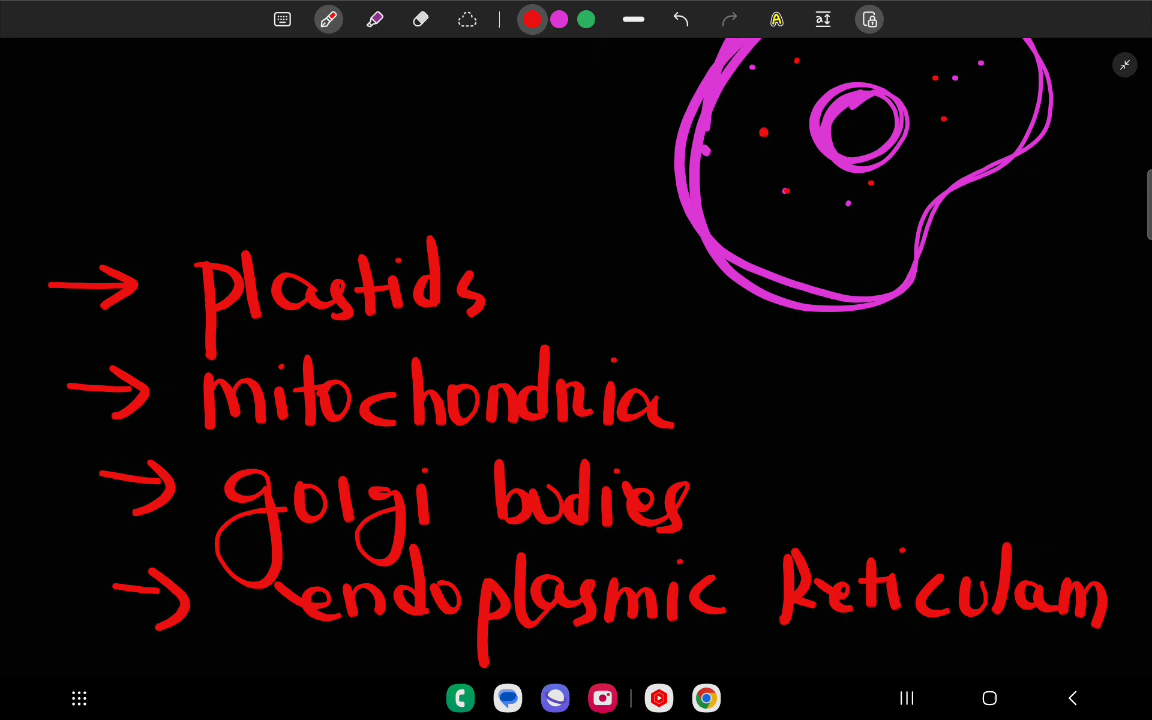 → plastids
→ mitochondria
→ golgi bodies
→ endoplasmic Reticulam